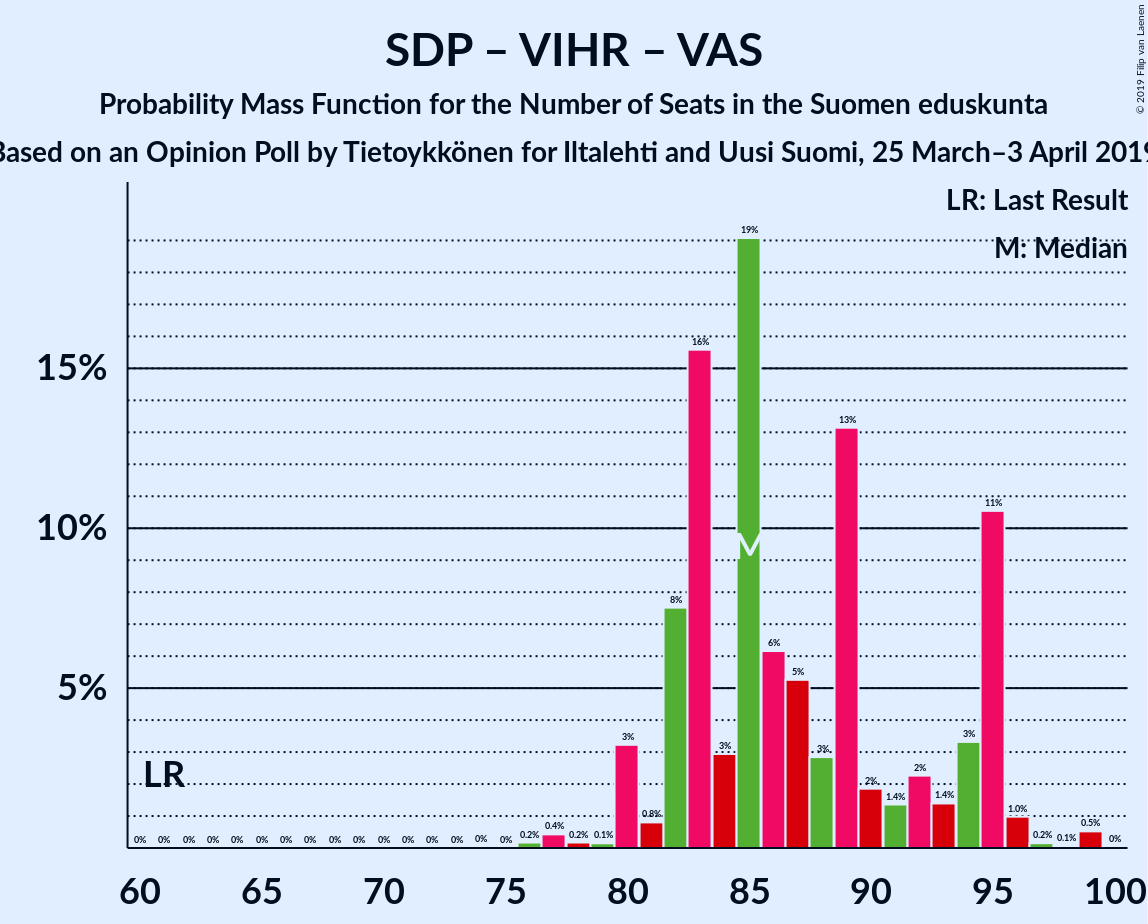 SDP – VIHR – VAS
Probability Mass Function for the Number of Seats in the Suomen eduskunta
Based on an Opinion Poll by Tietoykkönen for Iltalehti and Uusi Suomi, 25 March–3 April 2019
© 2019 Filip van Laenen
LR: Last Result
M: Median
15%
10%
5%
LR
M
0% 0% 0% 0% 0% 0% 0% 0% 0% 0% 0% 0% 0% 0% 0% 0% 0.2% 0.4% 0.2% 0.1% 3% 0.8% 8% 16% 3% 19% 6% 5% 3% 13% 2% 1.4% 2% 1.4% 3% 11% 1.0% 0.2% 0.1% 0.5% 0%
60 65 70 75 80 85 90 95 100